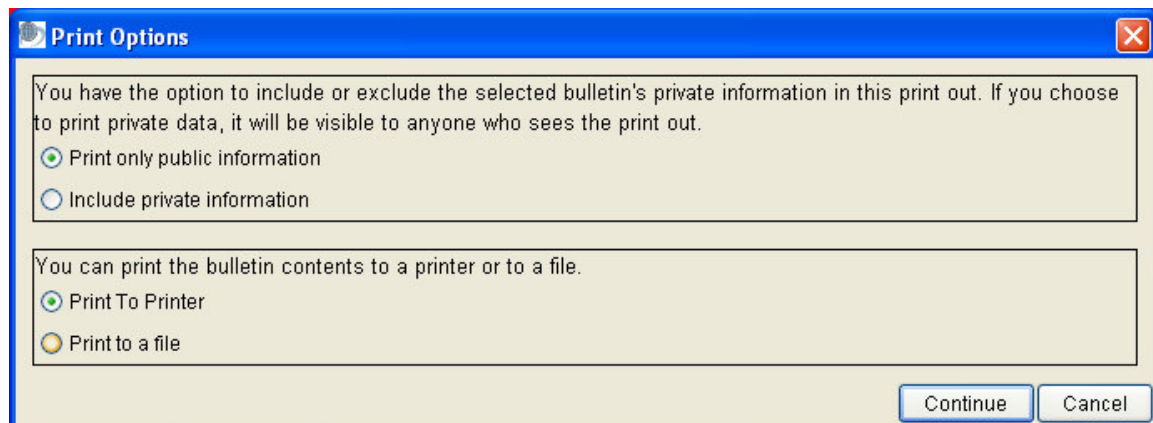 Print Options
You have the option to include or exclude the selected bulletin's private information in this print out. If you choose
to print private data, it will be visible to anyone who sees the print out.
Print only public information
Include private information
You can print the bulletin contents to a printer or to a file.
Print To Printer
Print to a file
Continue Cancel